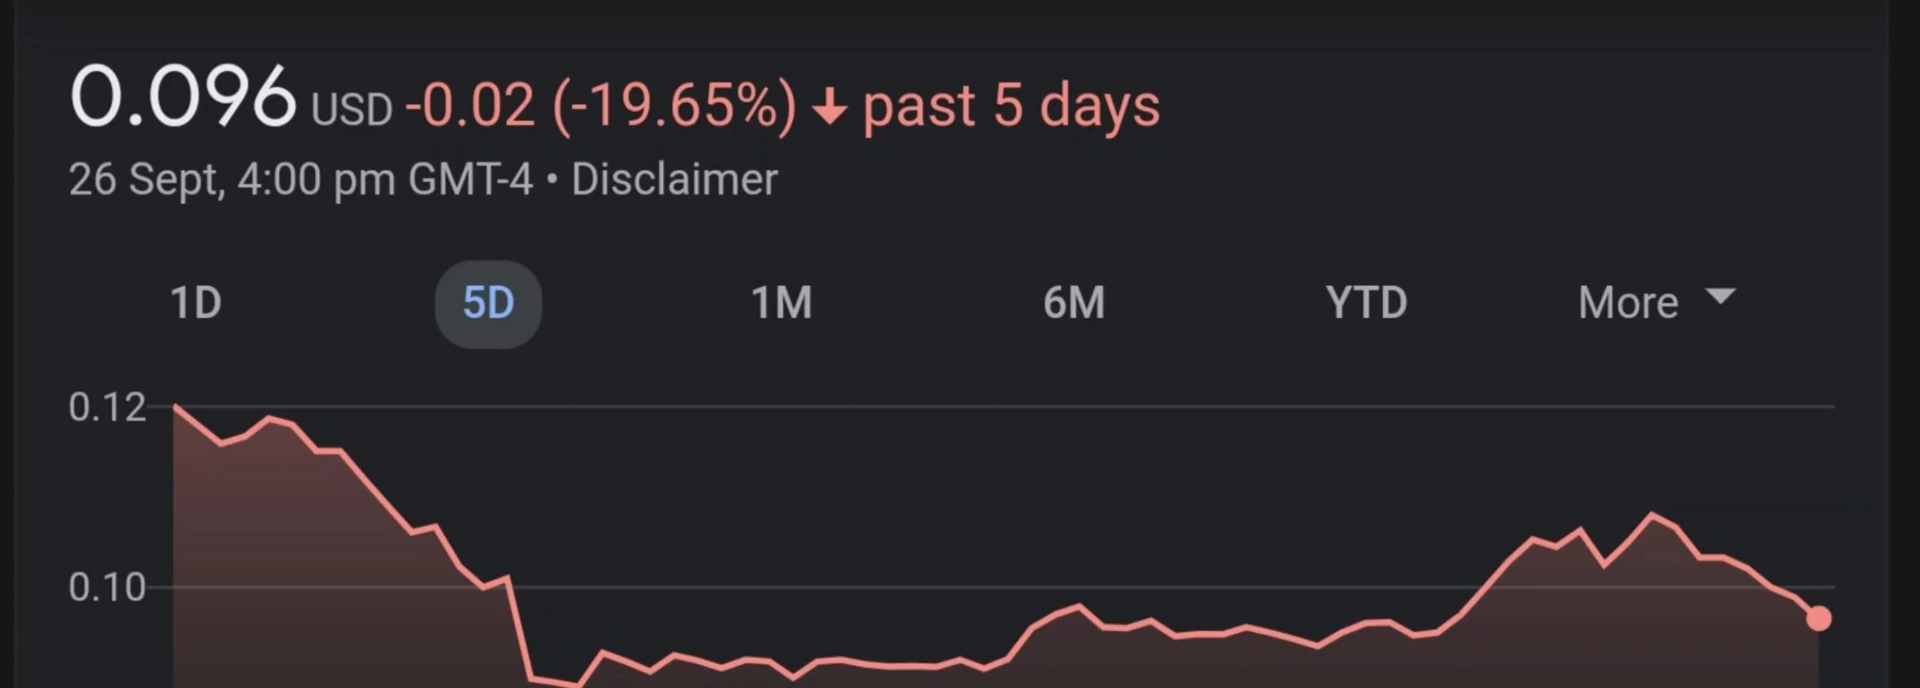 0.096 USD -0.02 (-19.65%) ↓ past 5 days
26 Sept, 4:00 pm GMT-4 • Disclaimer
1D 5D 1M 6M YTD More
0.12
0.10